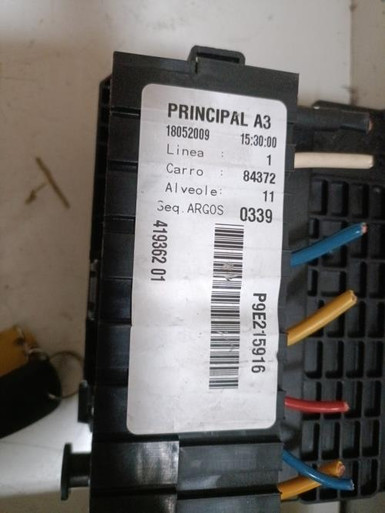 PRINCIPAL A3
18052009 15:30:00
Linea : 1
Carro : 84372
Alveole: 11
Seq.ARGOS 0339
419362 01
P9E215916